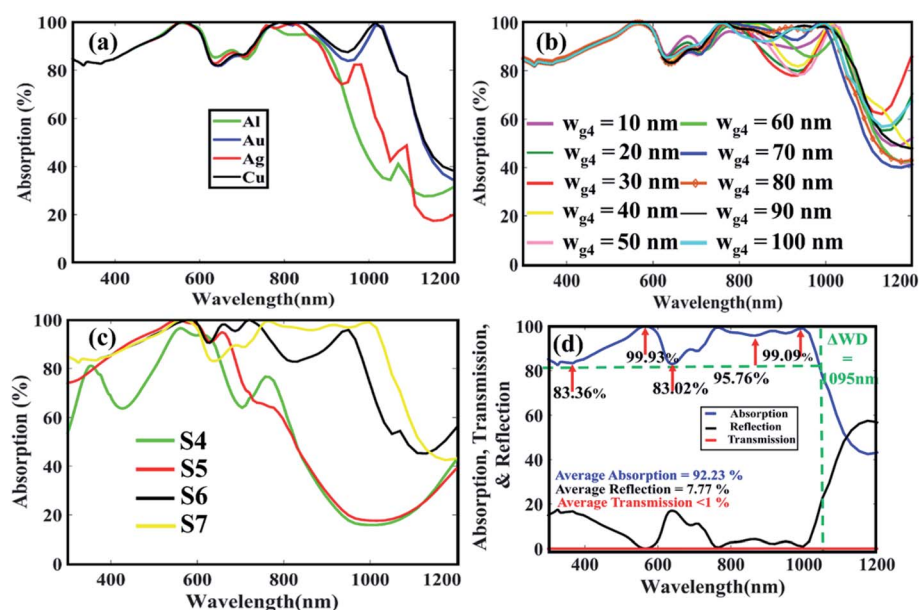 (a)
Absorption (%)
100
80
60
40
20
0
Al
Au
Ag
Cu
400
600
800
1000
1200
Wavelength(nm)
(b)
Absorption (%)
100
80
60
40
20
0
w_g4 = 10 nm
w_g4 = 20 nm
w_g4 = 30 nm
w_g4 = 40 nm
w_g4 = 50 nm
w_g4 = 60 nm
w_g4 = 70 nm
w_g4 = 80 nm
w_g4 = 90 nm
w_g4 = 100 nm
400
600
800
1000
1200
Wavelength(nm)
(c)
Absorption (%)
100
80
60
40
20
0
S4
S5
S6
S7
400
600
800
1000
1200
Wavelength(nm)
(d)
Absorption, Transmission,
& Reflection
100
80
60
40
20
0
ΔWD
=
1095nm
83.36%
99.93%
83.02%
95.76%
99.09%
Absorption
Reflection
Transmission
Average Absorption = 92.23 %
Average Reflection = 7.77 %
Average Transmission <1 %
400
600
800
1000
1200
Wavelength(nm)